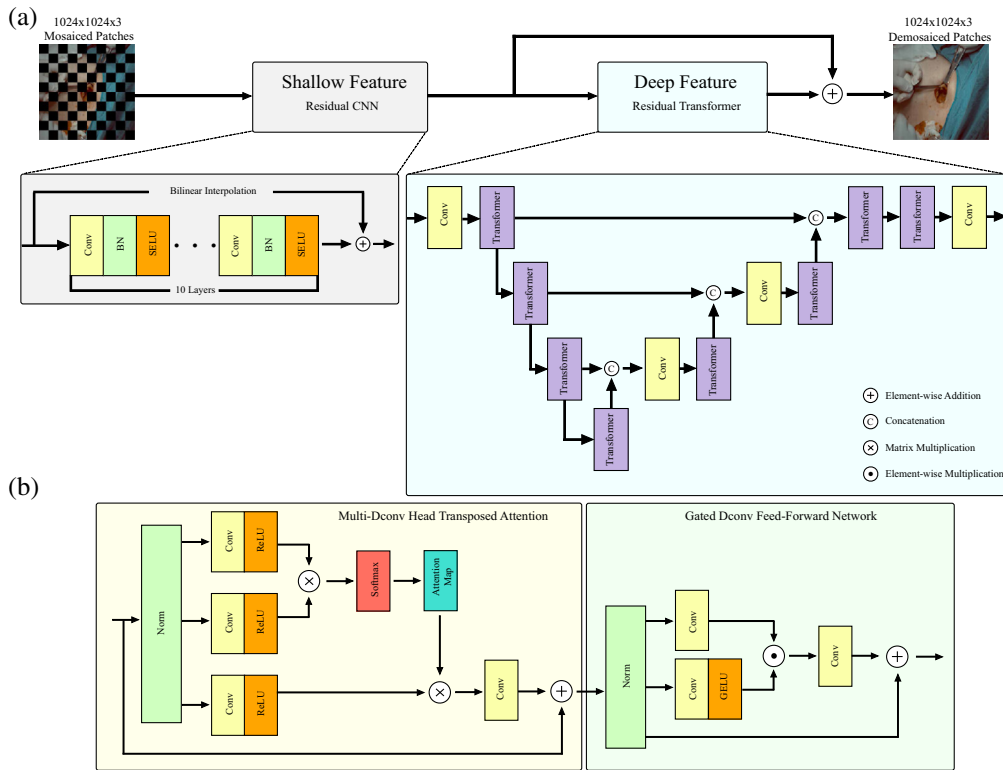 (a)
1024x1024x3
Mosaiced Patches
Shallow Feature
Residual CNN
Deep Feature
Residual Transformer
+
1024x1024x3
Demosaiced Patches
Bilinear Interpolation
Conv
BN
SELU
. . .
Conv
BN
SELU
+
10 Layers
Conv
Transformer
C
Transformer
Transformer
Conv
Transformer
C
Conv
Transformer
Transformer
C
Conv
Transformer
Transformer
+ Element-wise Addition
C Concatenation
× Matrix Multiplication
• Element-wise Multiplication
(b)
Multi-Dconv Head Transposed Attention
Norm
Conv
ReLU
Conv
ReLU
Conv
ReLU
×
Softmax
Attention
Map
×
Conv
+
Gated Dconv Feed-Forward Network
Norm
Conv
Conv
GELU
•
Conv
+